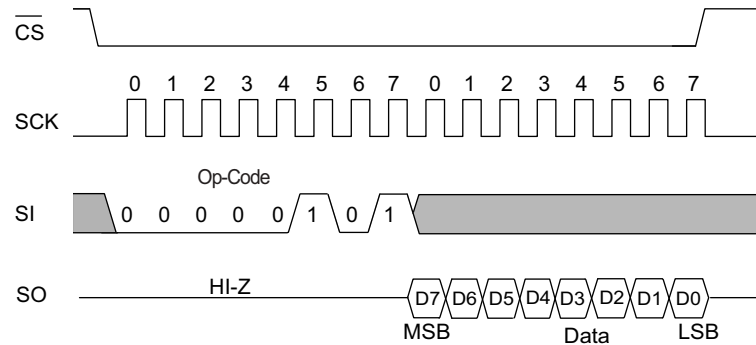 CS
0 1 2 3 4 5 6 7 0 1 2 3 4 5 6 7
SCK
Op-Code
SI 0 0 0 0 0 1 0 1
HI-Z
SO D7 D6 D5 D4 D3 D2 D1 D0
MSB Data LSB